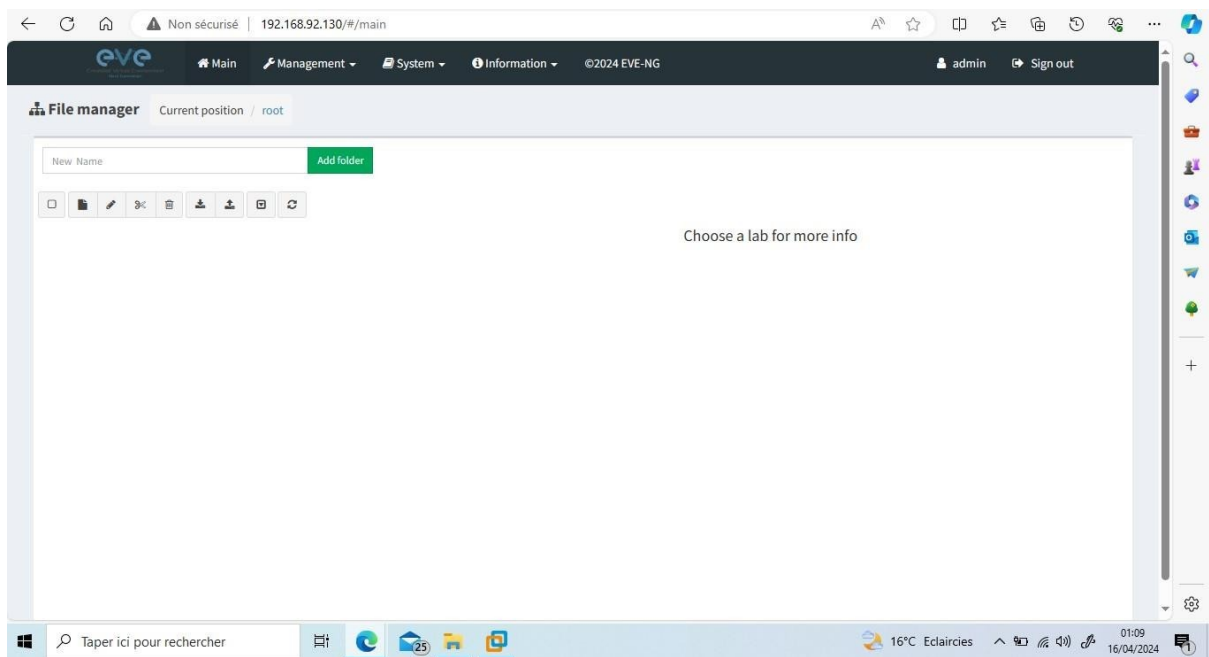 Non sécurisé | 192.168.92.130/#/main
eve
Main Management System Information ©2024 EVE-NG admin Sign out
File manager Current position / root
New Name Add folder
Choose a lab for more info
Taper ici pour rechercher 25 16°C Eclaircies 01:09
16/04/2024 1